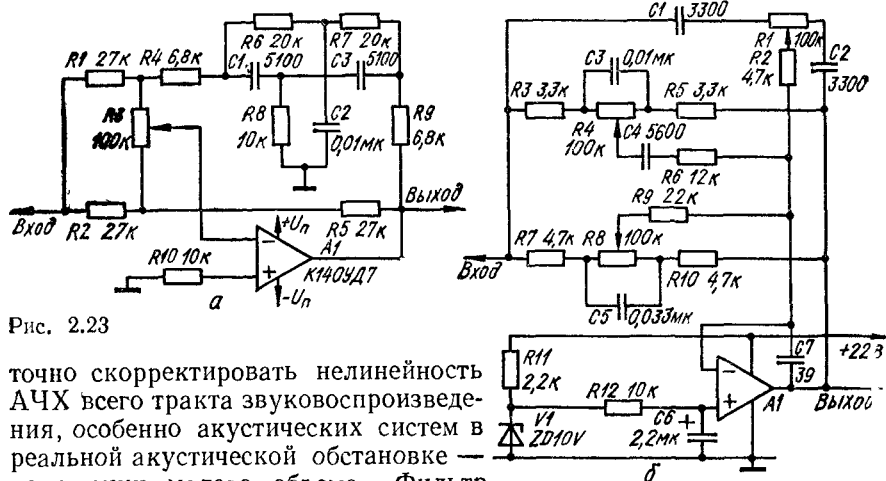 R6 20к R7 20к
R1 27к R4 6,8к C1 5100 C3 5100
R3 100к
R8 10к
C2 0,01мк
R9 6,8к
Вход
R2 27к
R5 27к
Выход
+Uп
R10 10к
A1
К140УД7
−Uп
а
Рис. 2.23
точно скорректировать нелинейность
АЧХ всего тракта звуковоспроизведе-
ния, особенно акустических систем в
реальной акустической обстановке —
малого объема. Фильтр
C1 3300
R1 100к
R2 4,7к
C2 3300
C3 0,01мк
R3 3,3к
R5 3,3к
R4 100к
C4 5600
R6 12к
R9 22к
Вход
R7 4,7к R8 100к
R10 4,7к
C5 0,033мк
R11 2,2к
+22В
C7 39
R12 10к
V1 ZD10V
C6 + 2,2мк
A1
Выход
б